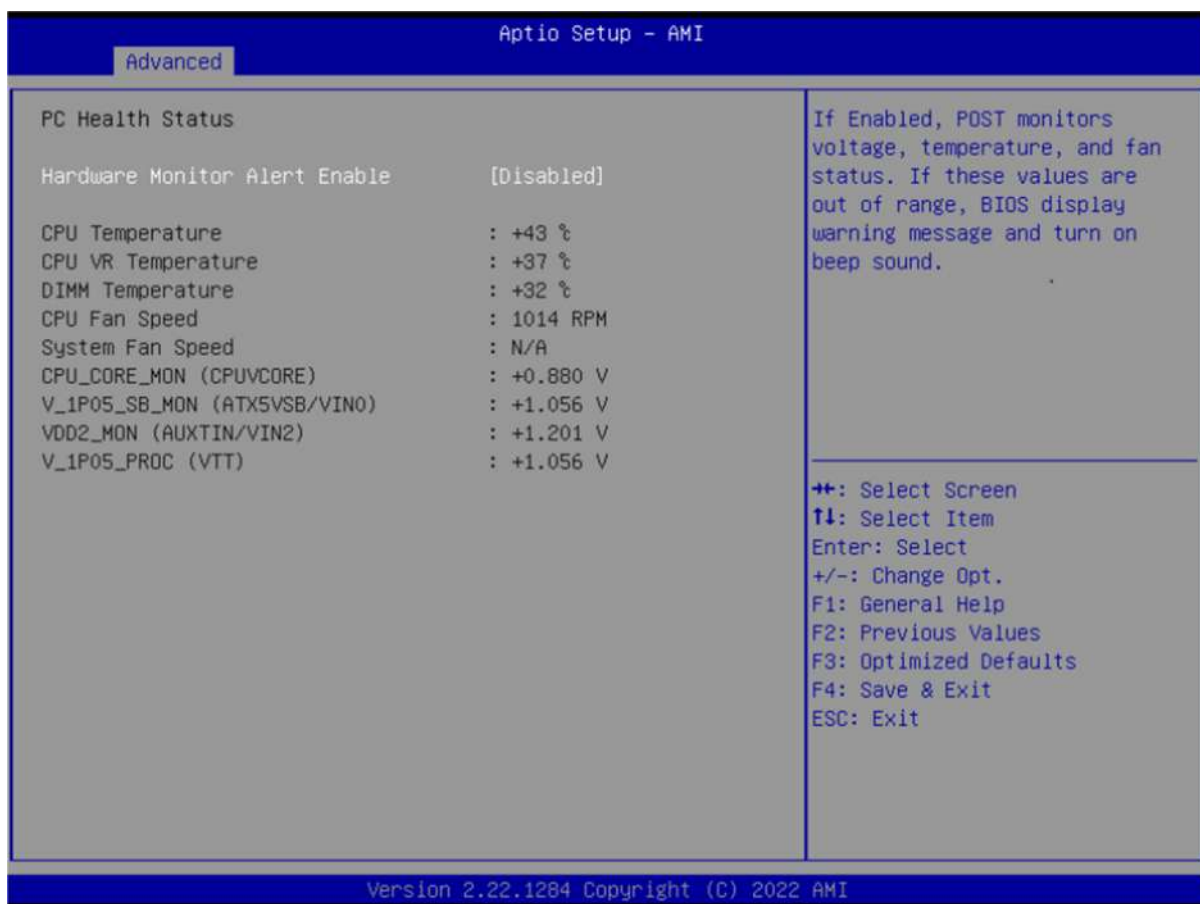 Aptio Setup - AMI
Advanced
PC Health Status
Hardware Monitor Alert Enable [Disabled]
CPU Temperature : +43 ℃
CPU VR Temperature : +37 ℃
DIMM Temperature : +32 ℃
CPU Fan Speed : 1014 RPM
System Fan Speed : N/A
CPU_CORE_MON (CPUVCORE) : +0.880 V
V_1P05_SB_MON (ATX5VSB/VIN0) : +1.056 V
VDD2_MON (AUXTIN/VIN2) : +1.201 V
V_1P05_PROC (VTT) : +1.056 V
If Enabled, POST monitors
voltage, temperature, and fan
status. If these values are
out of range, BIOS display
warning message and turn on
beep sound.
→←: Select Screen
↑↓: Select Item
Enter: Select
+/-: Change Opt.
F1: General Help
F2: Previous Values
F3: Optimized Defaults
F4: Save & Exit
ESC: Exit
Version 2.22.1284 Copyright (C) 2022 AMI